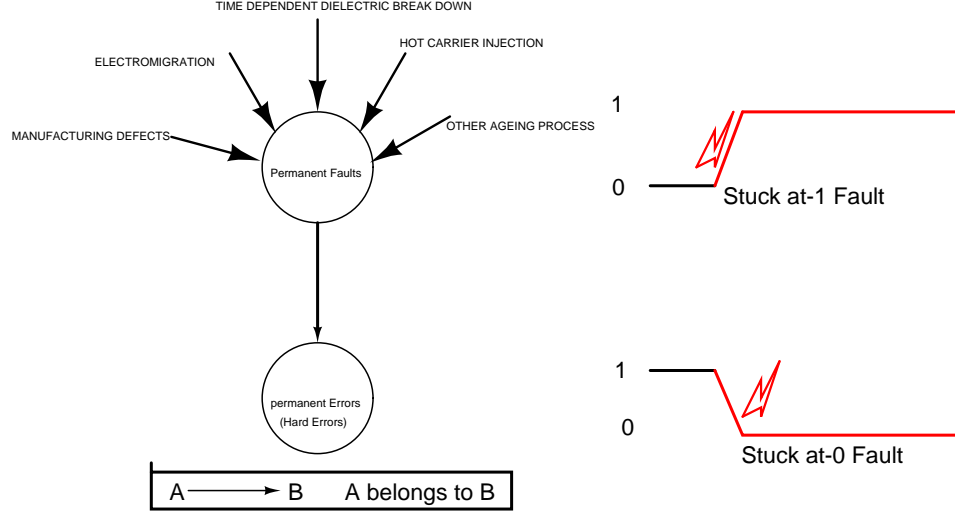 TIME DEPENDENT DIELECTRIC BREAK DOWN
HOT CARRIER INJECTION
ELECTROMIGRATION
MANUFACTURING DEFECTS
OTHER AGEING PROCESS
Permanent Faults
permanent Errors
(Hard Errors)
A B A belongs to B
1
0
Stuck at-1 Fault
1
0
Stuck at-0 Fault